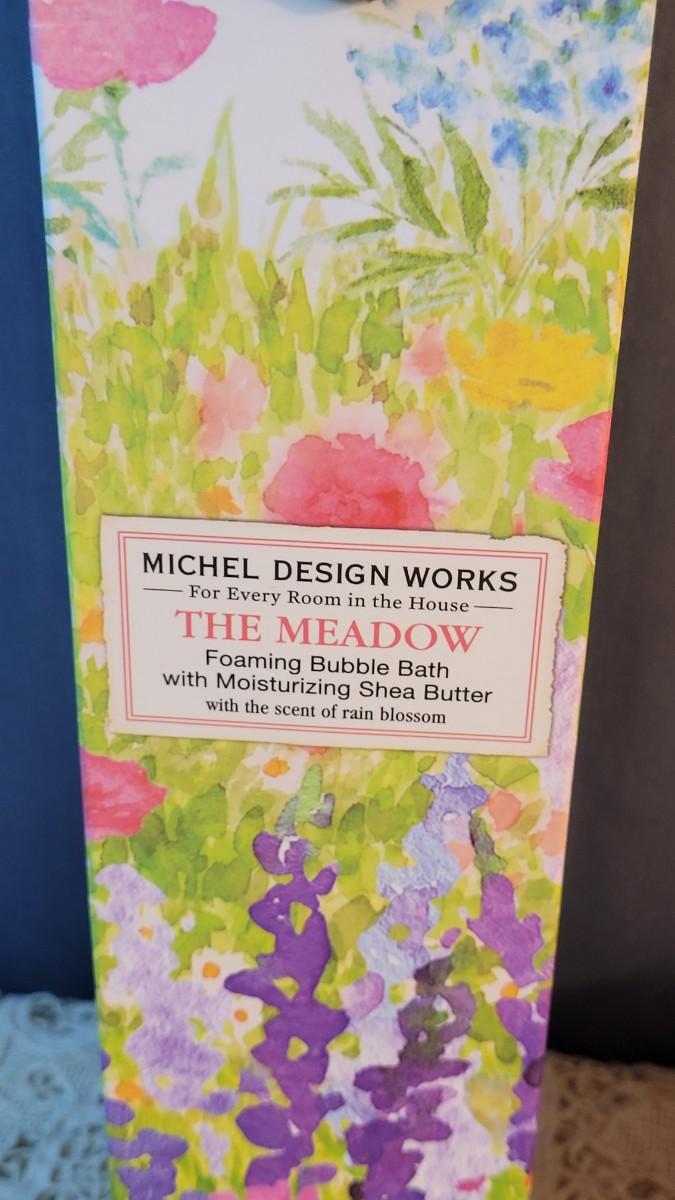 MICHEL DESIGN WORKS
For Every Room in the House
THE MEADOW
Foaming Bubble Bath
with Moisturizing Shea Butter
with the scent of rain blossom